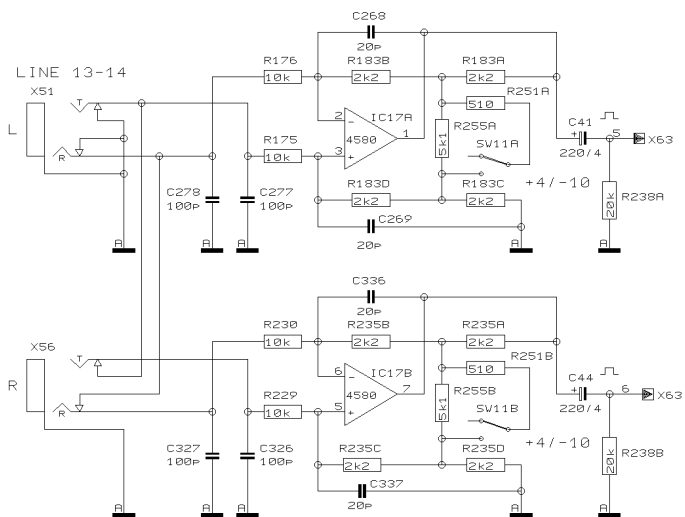 C268
20p
LINE 13-14
R176
10k
R183B
2k2
R183A
2k2
X51
T
L
R
510
R251A
IC17A
2
4580
1
3
R175
10k
R255A
5k1
SW11A
C41
220/4
5
X63
+4/-10
R183D
2k2
R183C
2k2
C278
100p
C277
100p
C269
20p
R238A
20k
A
A
A
A
A
C336
20p
R230
10k
R235B
2k2
R235A
2k2
X56
T
R
R
510
R251B
IC17B
6
4580
7
5
R229
10k
R255B
5k1
SW11B
C44
220/4
6
X63
+4/-10
R235C
2k2
R235D
2k2
C327
100p
C326
100p
C337
20p
R238B
20k
A
A
A
A
A